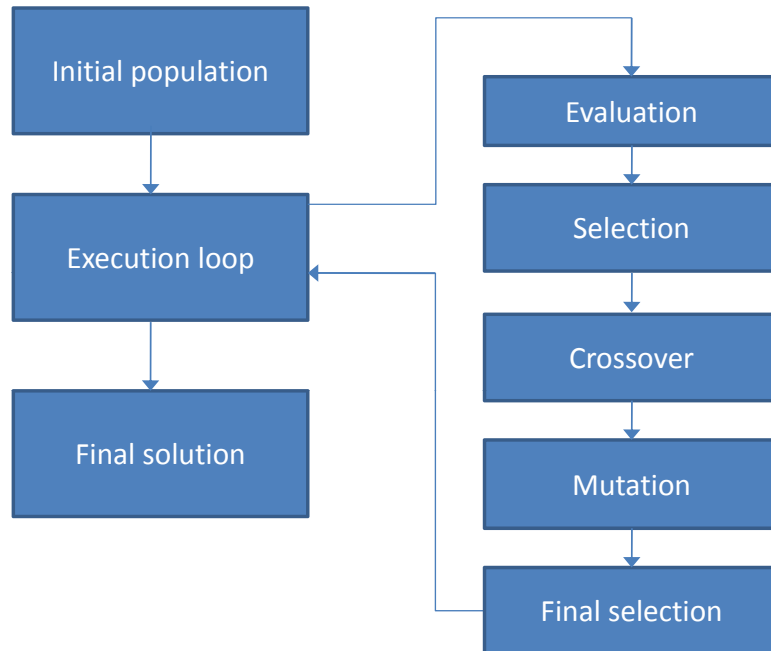 Initial population
Execution loop
Final solution
Evaluation
Selection
Crossover
Mutation
Final selection